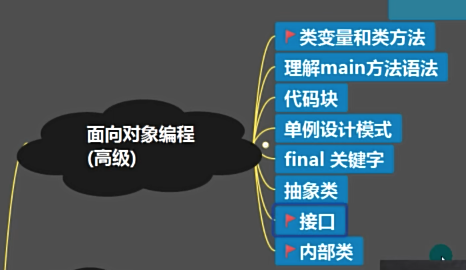 面向对象编程
(高级)
类变量和类方法
理解main方法语法
代码块
单例设计模式
final 关键字
抽象类
接口
内部类